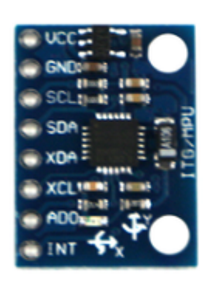 VCC
GND
SCL
SDA
XDA
XCL
ADO
INT
ITG/MPU
X
Y